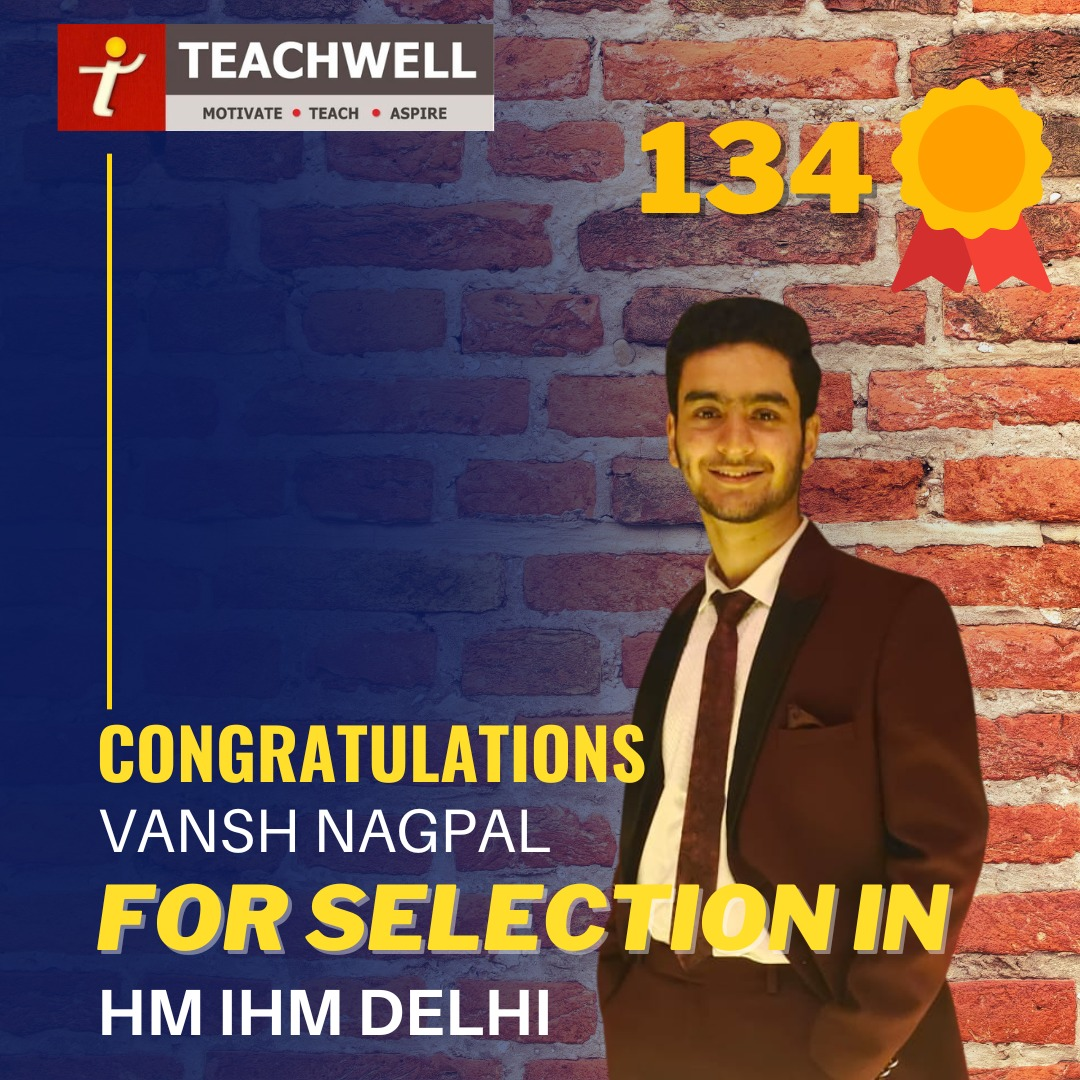 TEACHWELL
MOTIVATE • TEACH • ASPIRE
134
CONGRATULATIONS
VANSH NAGPAL
FOR SELECTION IN
HM IHM DELHI